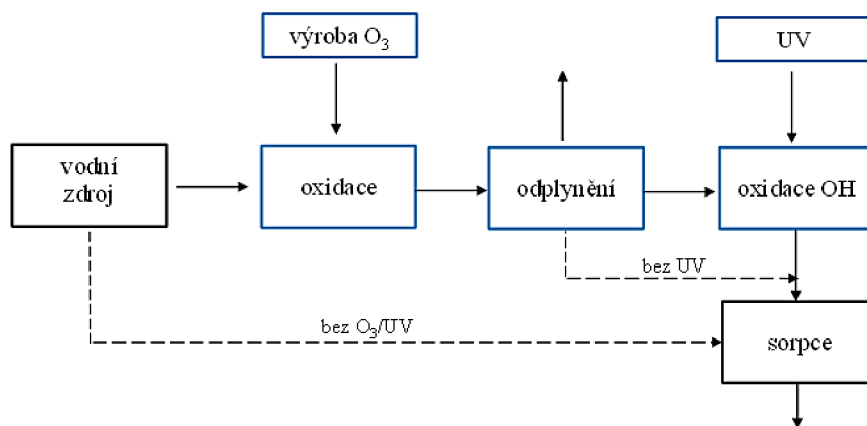 výroba O₃
UV
vodní
zdroj
oxidace
odplynění
oxidace OH
bez UV
bez O₃/UV
sorpce